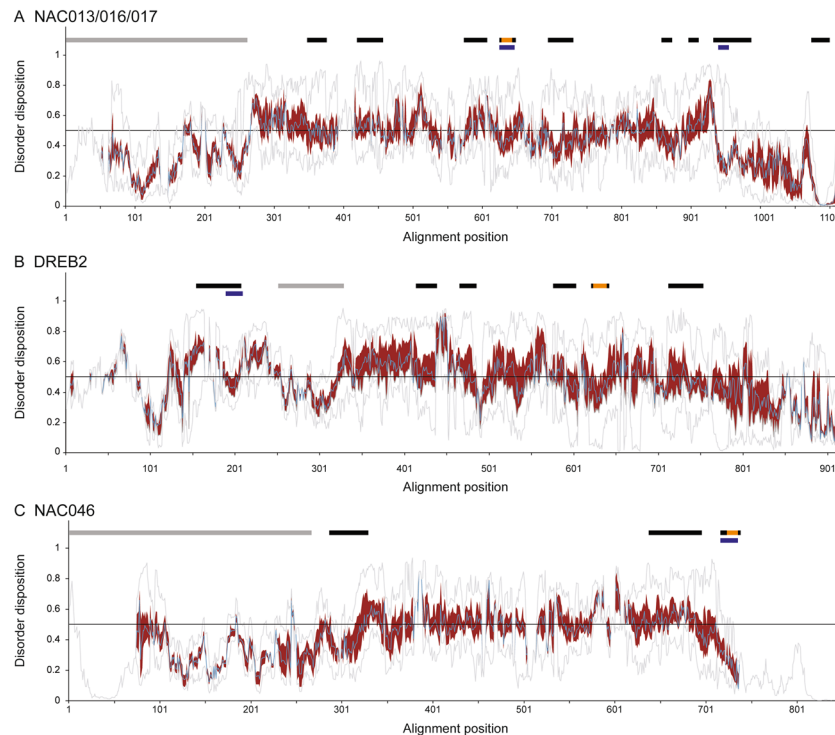 A NAC013/016/017
Disorder disposition
1
0.8
0.6
0.4
0.2
0
1 101 201 301 401 501 601 701 801 901 1001 110
Alignment position
B DREB2
Disorder disposition
1
0.8
0.6
0.4
0.2
0
1 101 201 301 401 501 601 701 801 901
Alignment position
C NAC046
Disorder disposition
1
0.8
0.6
0.4
0.2
0
1 101 201 301 401 501 601 701 801
Alignment position